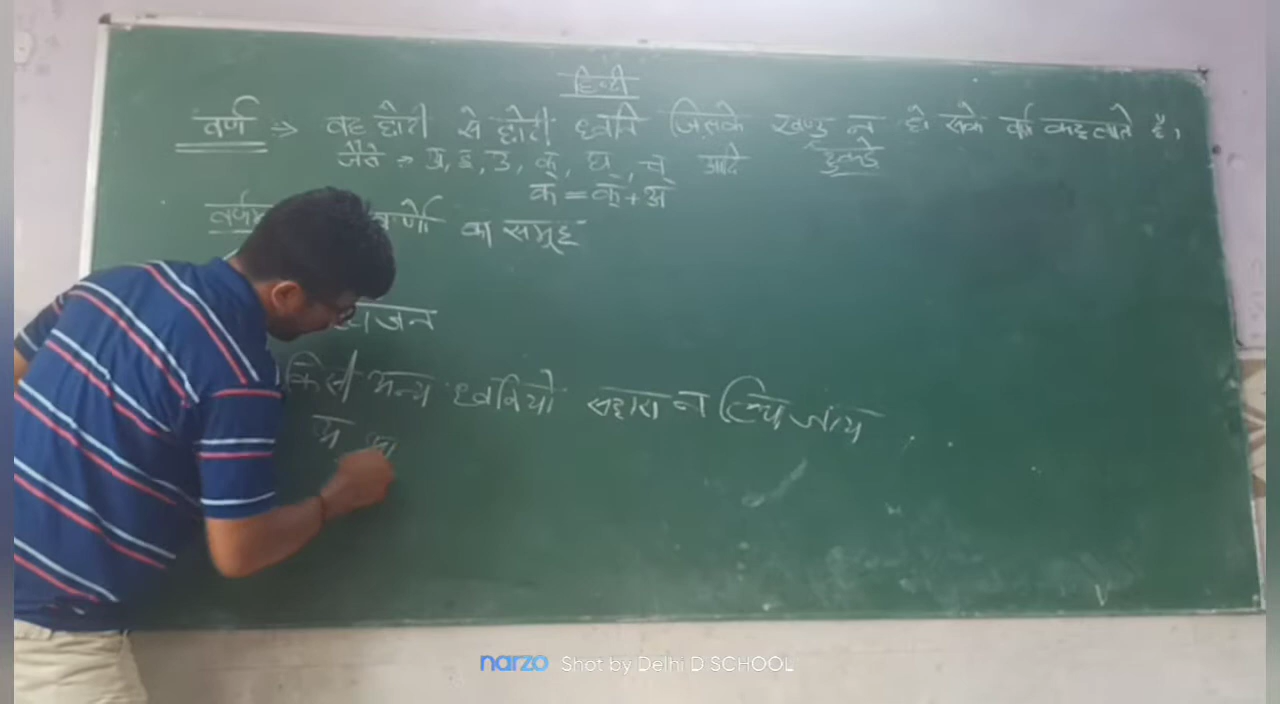 हिन्दी
वर्ण ⇒ वह छोटी से छोटी ध्वनि जिसके खण्ड न हो सके वर्ण कहलाते है,
जैसे :- अ, इ, उ, क्, घ्, च् आदि टुकडे
क = क् + अ
वर्णों का समूह
व्यजन
किसी अन्य ध्वनियो सहारा न लिय जाय
अ आ
narzo Shot by Delhi D SCHOOL